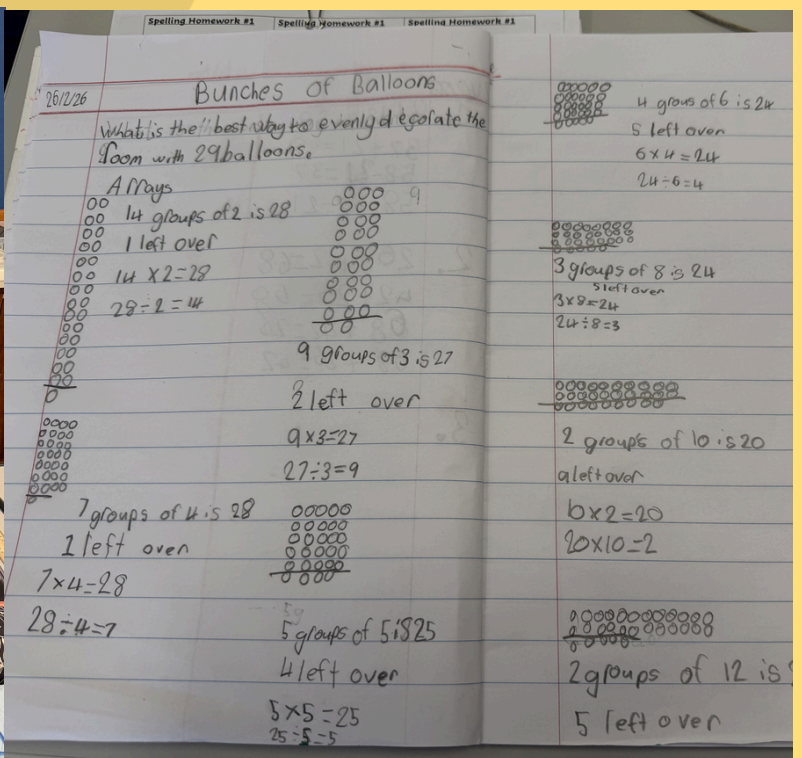 Spelling Homework #1
Spelling Homework #1
Spelling Homework #1
26/2/26
Bunches of Balloons
What is the best way to evenly decorate the
room with 29 balloons.
Arrays
14 groups of 2 is 28
1 left over
14 x 2 = 28
28 ÷ 2 = 14
9
9 groups of 3 is 27
2 left over
9 x 3 = 27
27 ÷ 3 = 9
7 groups of 4 is 28
1 left over
7 x 4 = 28
28 ÷ 4 = 7
5 groups of 5 is 25
4 left over
5 x 5 = 25
25 ÷ 5 = 5
4 grous of 6 is 24
5 left over
6 x 4 = 24
24 ÷ 6 = 4
3 groups of 8 is 24
5 left over
3 x 8 = 24
24 ÷ 8 = 3
2 groups of 10 is 20
9 left over
10 x 2 = 20
20 x 10 = 2
2 groups of 12 is
5 left over